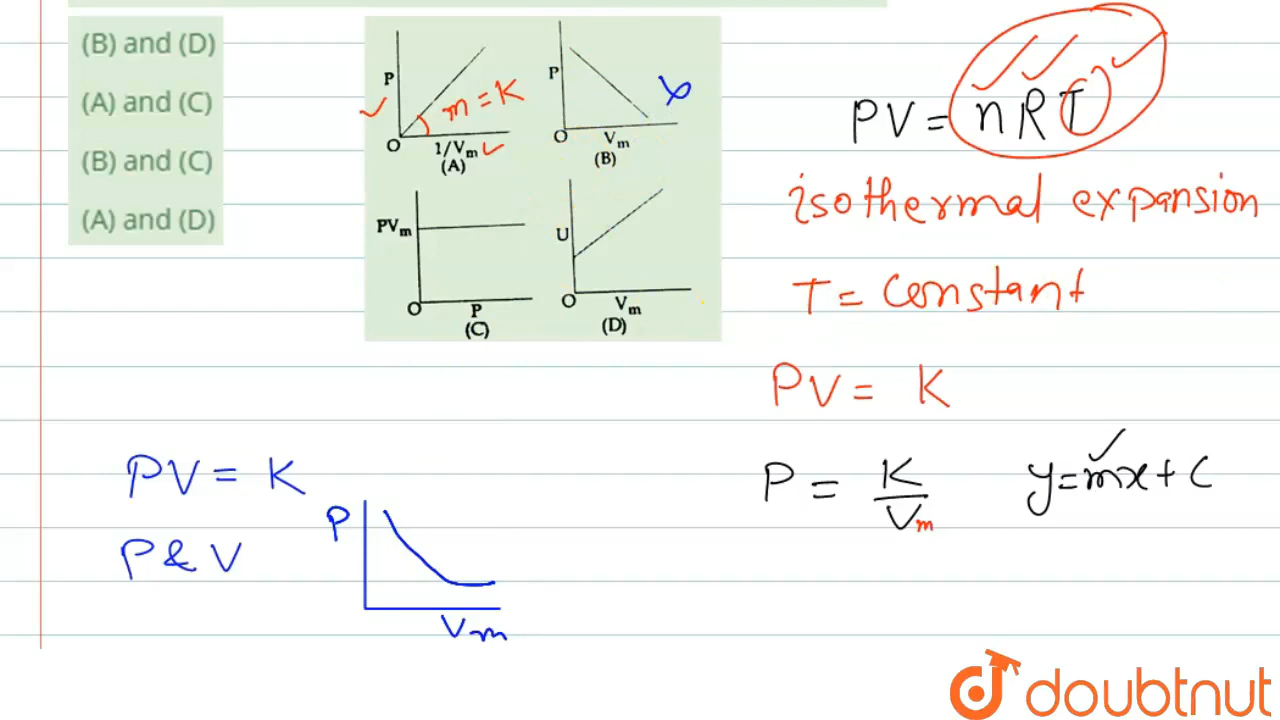 (B) and (D)
(A) and (C)
(B) and (C)
(A) and (D)
P
m = K
O
1/Vm
(A)
P
O
Vm
(B)
PVm
O
P
(C)
U
O
Vm
(D)
PV = nRT
isothermal expansion
T = constant
PV = K
P = K/Vm
y=mx+c
PV = K
P & V
P
Vm
doubtnut